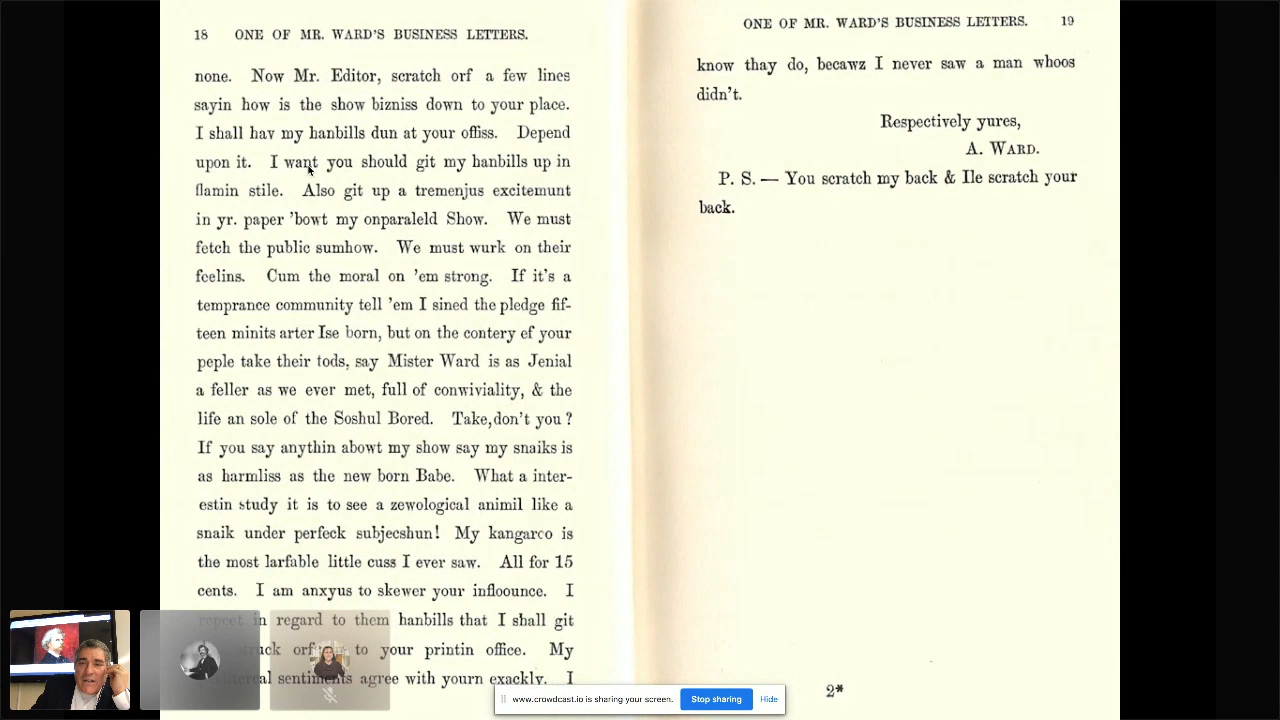 18 ONE OF MR. WARD'S BUSINESS LETTERS.
none. Now Mr. Editor, scratch orf a few lines
sayin how is the show bizniss down to your place.
I shall hav my hanbills dun at your offiss. Depend
upon it. I want you should git my hanbills up in
flamin stile. Also git up a tremenjus excitemunt
in yr. paper 'bowt my onparaleld Show. We must
fetch the public sumhow. We must wurk on their
feelins. Cum the moral on 'em strong. If it's a
temprance community tell 'em I sined the pledge fif-
teen minits arter Ise born, but on the contery ef your
peple take their tods, say Mister Ward is as Jenial
a feller as we ever met, full of conwiviality, & the
life an sole of the Soshul Bored. Take, don't you?
If you say anythin abowt my show say my snaiks is
as harmliss as the new born Babe. What a inter-
estin study it is to see a zewological animil like a
snaik under perfeck subjecshun! My kangaroo is
the most larfable little cuss I ever saw. All for 15
cents. I am anxyus to skewer your infloounce. I
repeet in regard to them hanbills that I shall git
orf to your printin office. My
sentiments agree with yourn exackly. I
ONE OF MR. WARD'S BUSINESS LETTERS. 19
know thay do, becawz I never saw a man whoos
didn't.
Respectively yures,
A. WARD.
P. S. — You scratch my back & Ile scratch your
back.
2*
www.crowdcast.io is sharing your screen.
Stop sharing
Hide